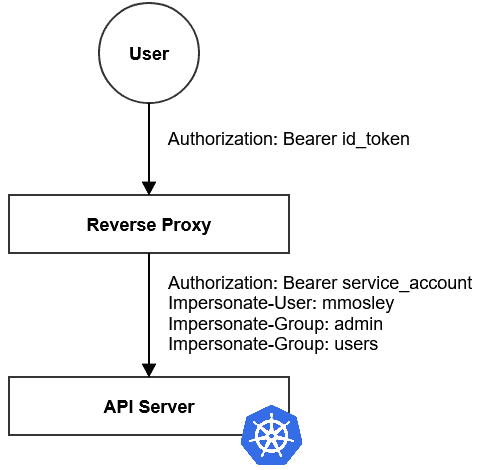 User
Authorization: Bearer id_token
Reverse Proxy
Authorization: Bearer service_account
Impersonate-User: mmosley
Impersonate-Group: admin
Impersonate-Group: users
API Server